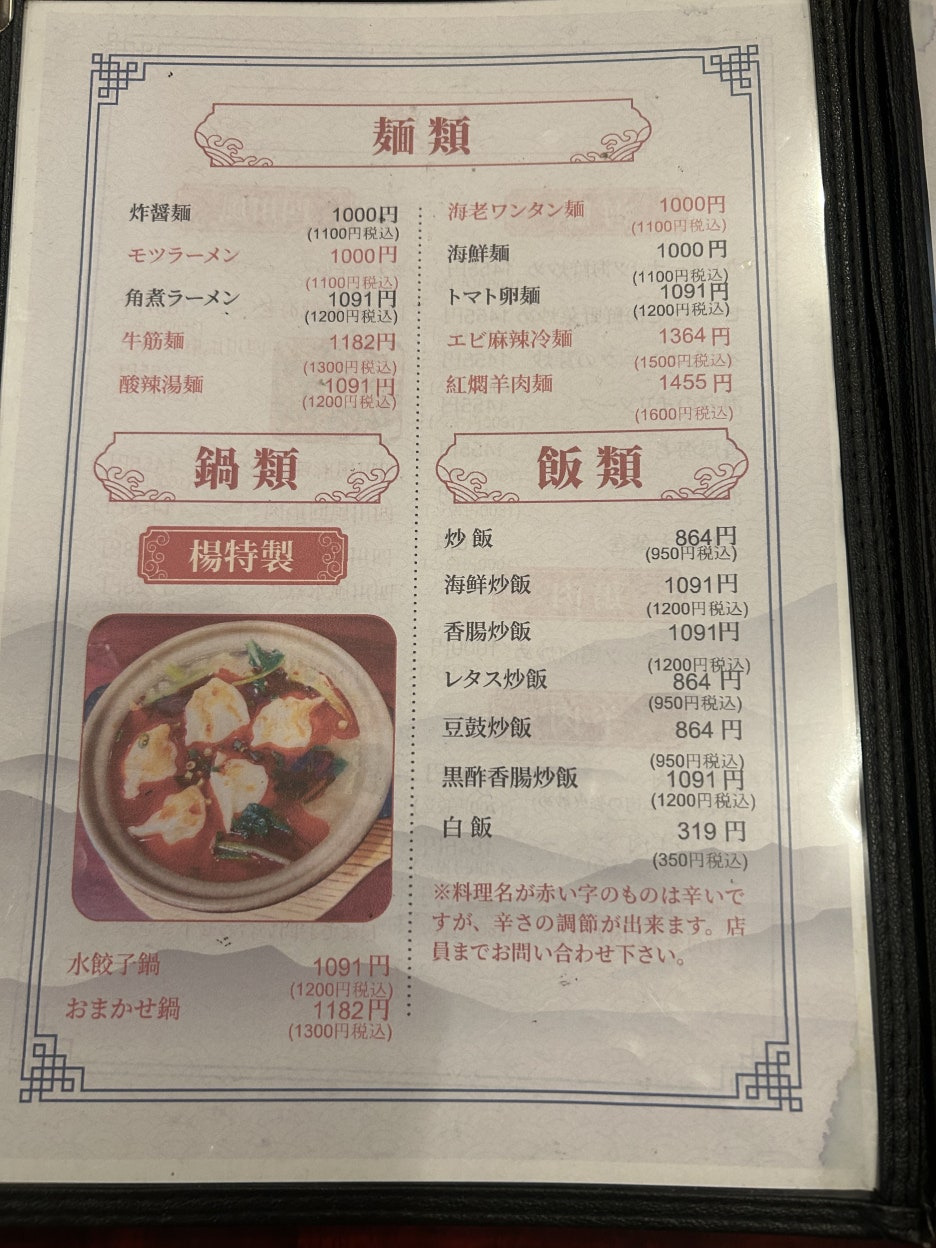 麺類
炸醤麺 1000円
(1100円税込)
モツラーメン 1000円
(1100円税込)
角煮ラーメン 1091円
(1200円税込)
牛筋麺 1182円
(1300円税込)
酸辣湯麺 1091円
(1200円税込)
海老ワンタン麺 1000円
(1100円税込)
海鮮麺 1000円
(1100円税込)
トマト卵麺 1091円
(1200円税込)
エビ麻辣冷麺 1364円
(1500円税込)
紅燜羊肉麺 1455円
(1600円税込)
鍋類
楊特製
水餃子鍋 1091円
(1200円税込)
おまかせ鍋 1182円
(1300円税込)
飯類
炒飯 864円
(950円税込)
海鮮炒飯 1091円
(1200円税込)
香腸炒飯 1091円
(1200円税込)
レタス炒飯 864円
(950円税込)
豆鼓炒飯 864円
(950円税込)
黒酢香腸炒飯 1091円
(1200円税込)
白飯 319円
(350円税込)
※料理名が赤い字のものは辛いで
すが、辛さの調節が出来ます。店
員までお問い合わせ下さい。